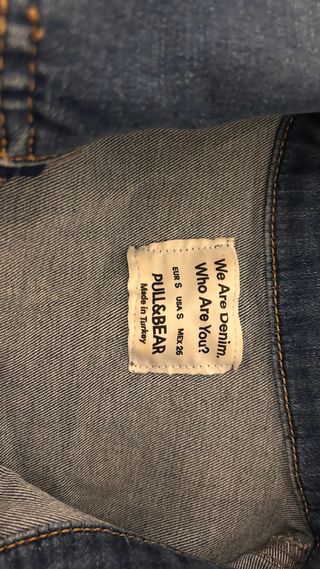 We Are Denim.
Who Are You?
EUR S USA S MEX 26
PULL&BEAR
Made in Turkey